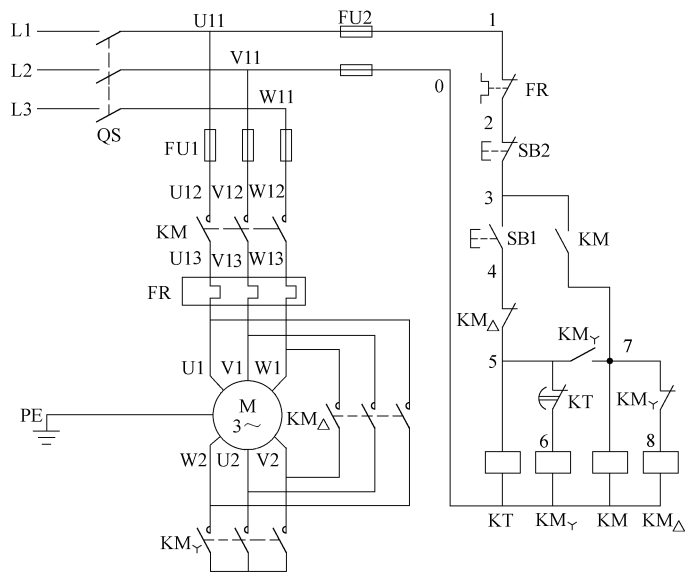 L1 U11 FU2 1
L2 V11 0
L3 W11 FR
QS 2
FU1 SB2
U12 V12 W12 3
KM SB1 KM
U13 V13 W13 4
FR
KM△ KMY
5 7
U1 V1 W1
M
3～ KM△ KT KMY
PE
W2 U2 V2 6 8
KT KMY KM KM△
KMY